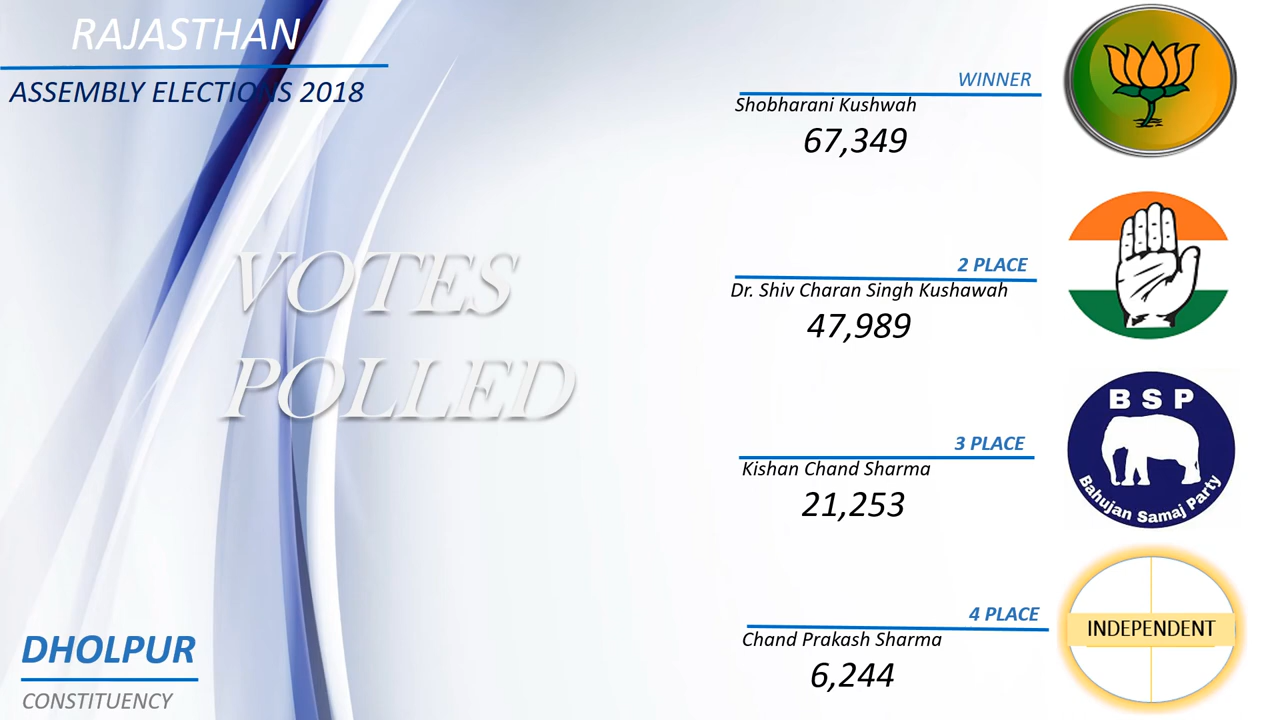 RAJASTHAN
ASSEMBLY ELECTIONS 2018
VOTES
POLLED
DHOLPUR
CONSTITUENCY
WINNER
Shobharani Kushwah
67,349
2 PLACE
Dr. Shiv Charan Singh Kushawah
47,989
3 PLACE
Kishan Chand Sharma
21,253
BSP
Bahujan Samaj Party
4 PLACE
Chand Prakash Sharma
6,244
INDEPENDENT